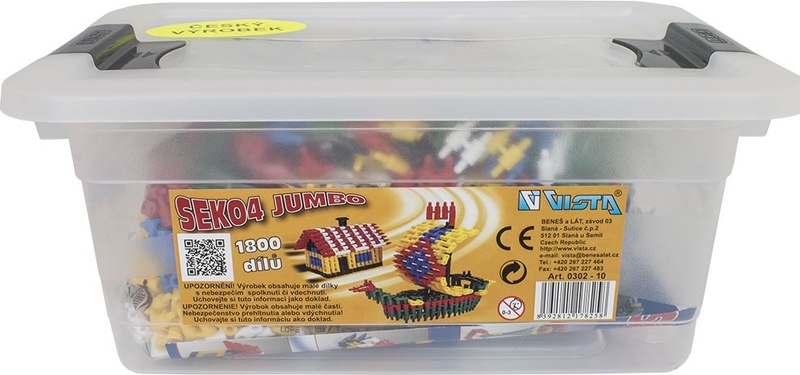 ČESKÝ
VÝROBEK
SEKO4 JUMBO
1800
dílů
UPOZORNĚNÍ! Výrobek obsahuje malé dílky
s nebezpečím spolknutí či vdechnutí.
Uchovejte si tuto informaci jako doklad.
UPOZORNENIE! Výrobok obsahuje malé časti.
Nebezpečenstvo prehltnutia alebo vdýchnutia!
Uchovajte si túto informáciu ako doklad.
VISTA®
BENEŠ a LÁT, závod 03
Slaná - Sutice č.p.2
512 01 Slaná u Semil
Czech Republic
http://www.vista.cz
e-mail: vista@benesalat.cz
Tel.: +420 267 227 464
Fax: +420 267 227 483
Art. 0302 - 10
CE
0-3
8592812178258
LDPE